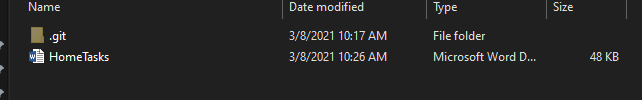 Name Date modified Type Size
.git 3/8/2021 10:17 AM File folder
HomeTasks 3/8/2021 10:26 AM Microsoft Word D... 48 KB